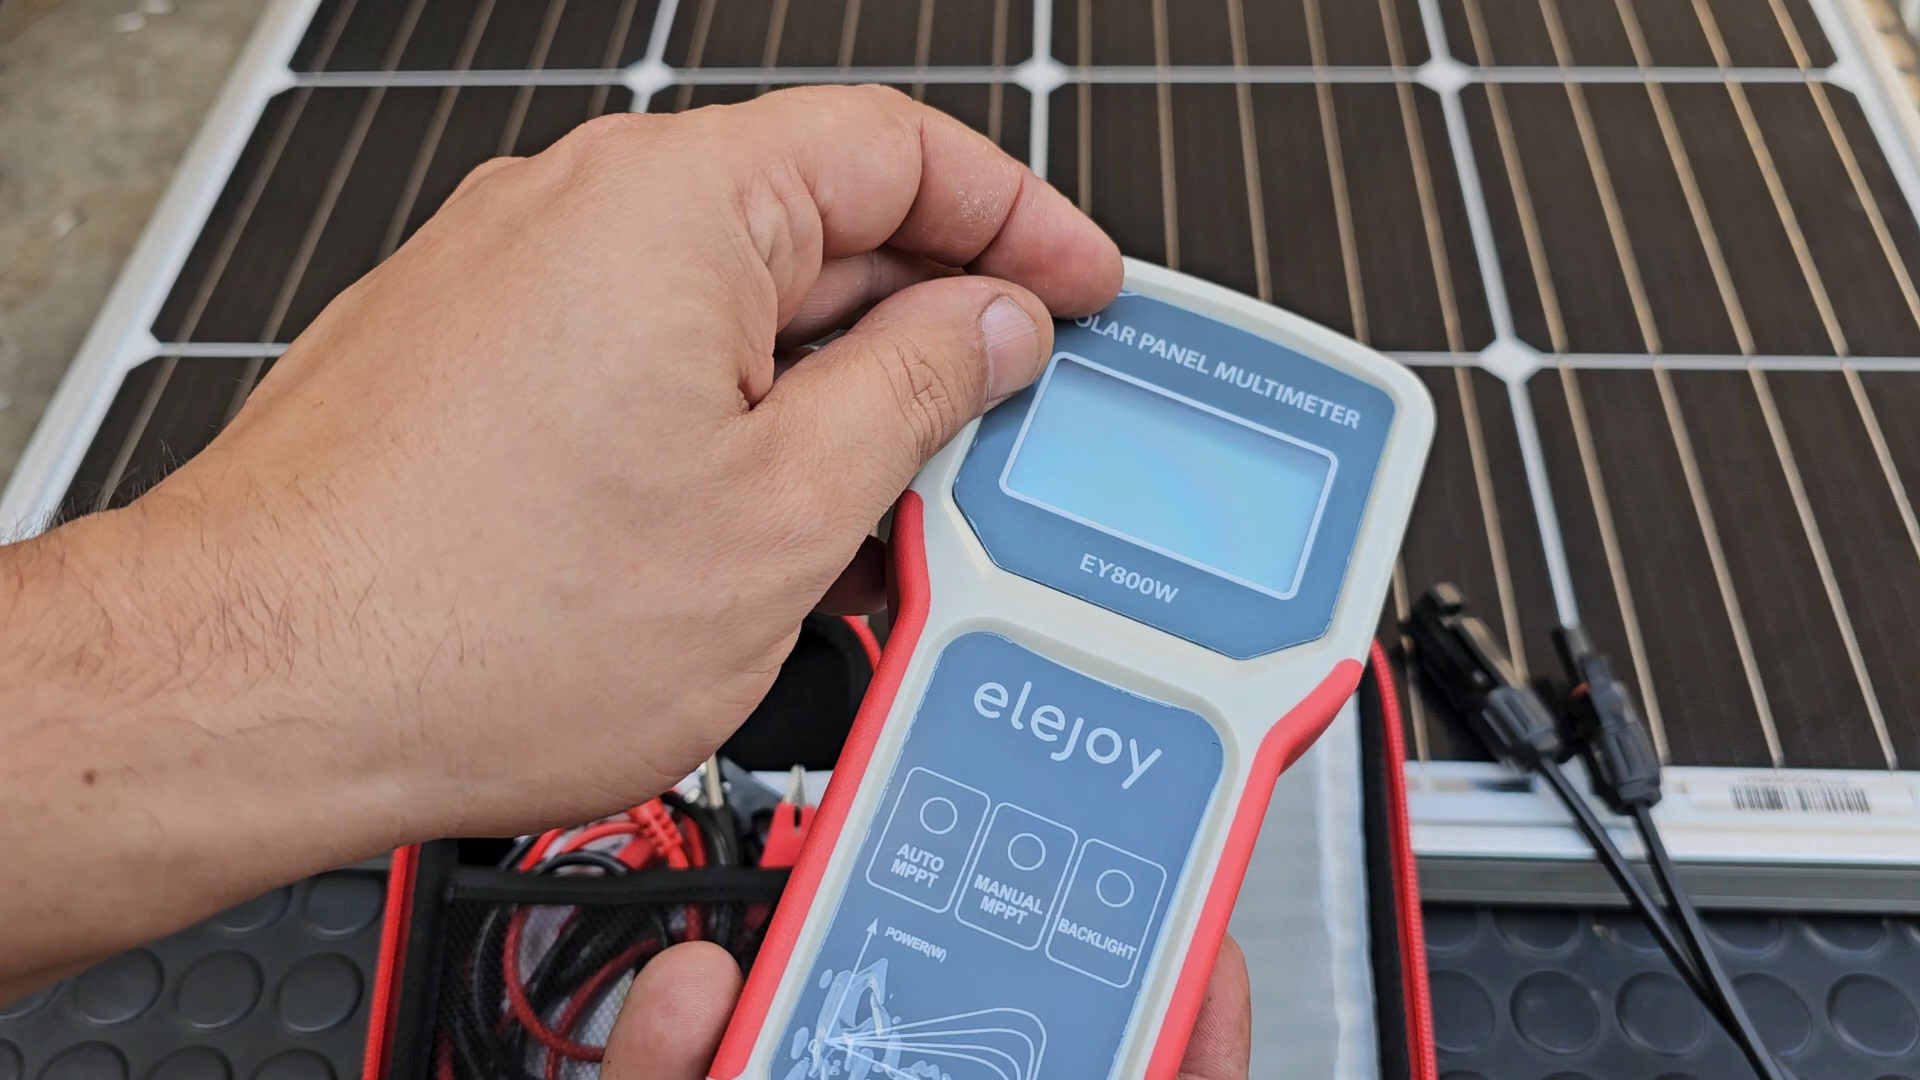 OLAR PANEL MULTIMETER
EY800W
elejoy
AUTO
MPPT
MANUAL
MPPT
BACKLIGHT
POWER(W)